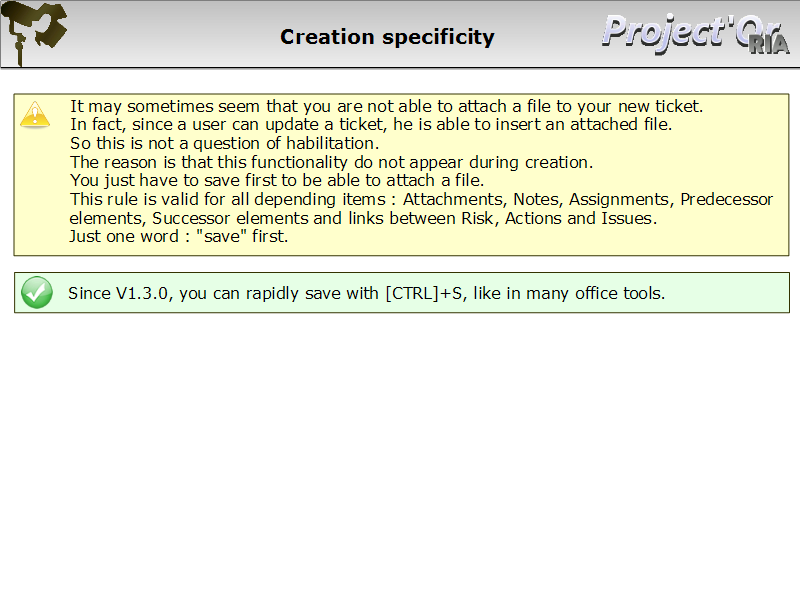 Creation specificity
Project'Or
RIA
It may sometimes seem that you are not able to attach a file to your new ticket.
In fact, since a user can update a ticket, he is able to insert an attached file.
So this is not a question of habilitation.
The reason is that this functionality do not appear during creation.
You just have to save first to be able to attach a file.
This rule is valid for all depending items : Attachments, Notes, Assignments, Predecessor
elements, Successor elements and links between Risk, Actions and Issues.
Just one word : "save" first.
Since V1.3.0, you can rapidly save with [CTRL]+S, like in many office tools.